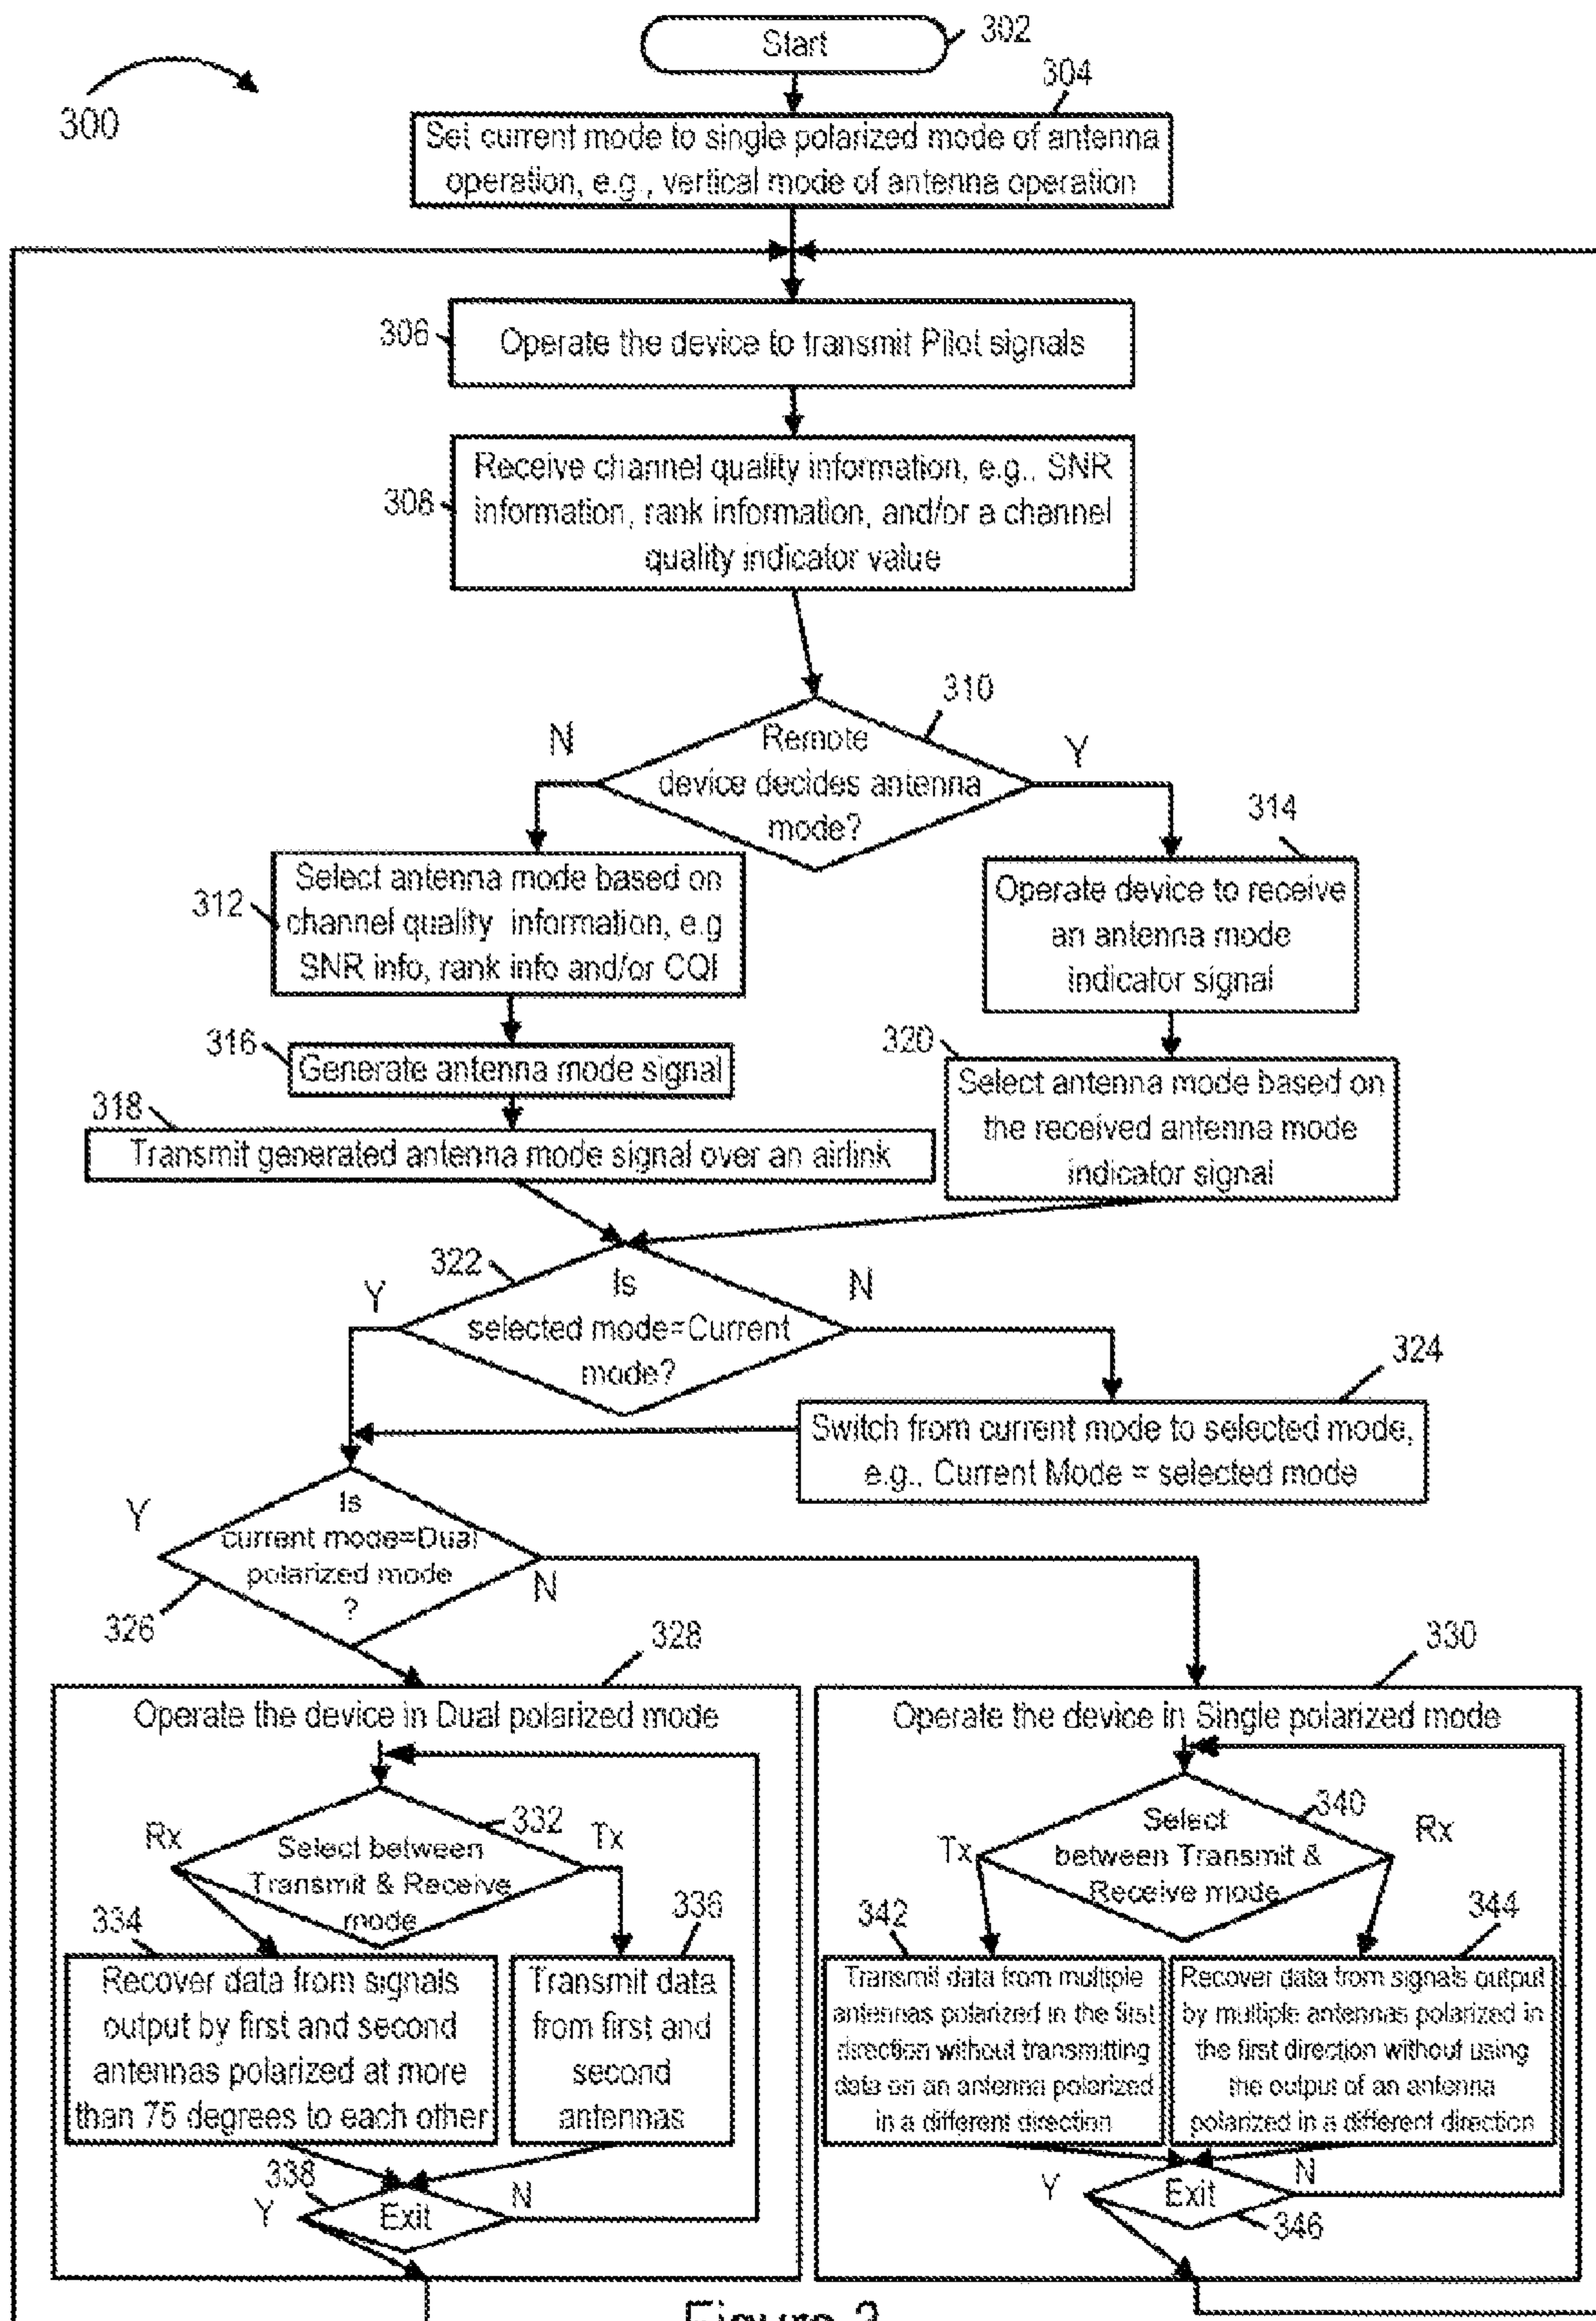 Start
302
300
304
Set current mode to single polarized mode of antenna
operation, e.g., vertical mode of antenna operation
306
Operate the device to transmit Pilot signals
308
Receive channel quality information, e.g., SNR
information, rank information, and/or a channel
quality indicator value
310
N
Remote
device decides antenna
mode?
Y
312
Select antenna mode based on
channel quality information, e.g
SNR info, rank info and/or CQI
314
Operate device to receive
an antenna mode
indicator signal
316
Generate antenna mode signal
318
Transmit generated antenna mode signal over an airlink
320
Select antenna mode based on
the received antenna mode
indicator signal
322
Y
Is
selected mode=Current
mode?
N
324
Switch from current mode to selected mode,
e.g., Current Mode = selected mode
Y
Is
current mode=Dual
polarized mode
?
N
326
328
Operate the device in Dual polarized mode
332
Rx
Select between
Transmit & Receive
mode
Tx
334
Recover data from signals
output by first and second
antennas polarized at more
than 75 degrees to each other
336
Transmit data
from first and
second
antennas
338
Y
Exit
N
330
Operate the device in Single polarized mode
340
Tx
Select
between Transmit &
Receive mode
Rx
342
Transmit data from multiple
antennas polarized in the first
direction without transmitting
data on an antenna polarized
in a different direction
344
Recover data from signals output
by multiple antennas polarized in
the first direction without using
the output of an antenna
polarized in a different direction
Y
Exit
N
346
Figure 3